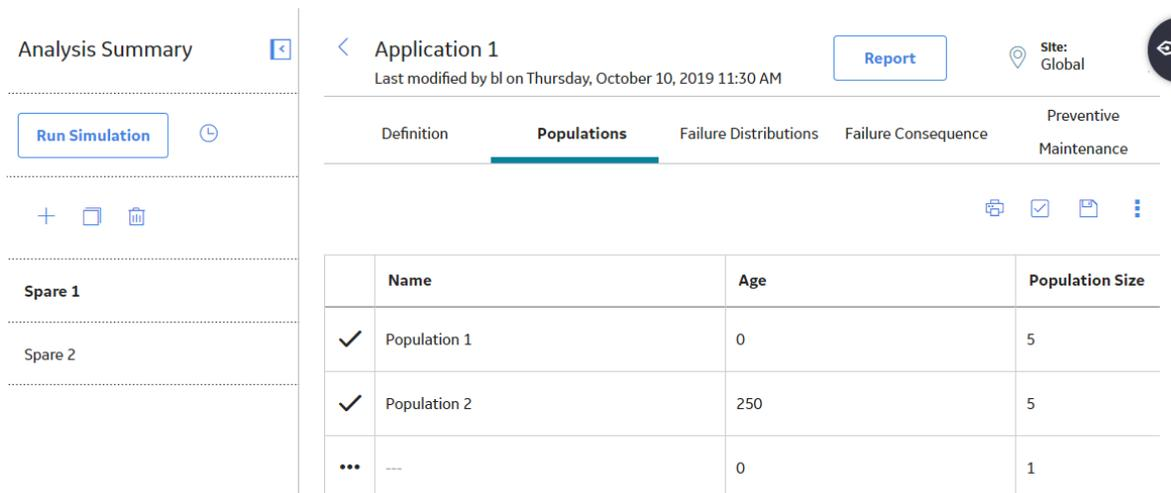 Analysis Summary
Run Simulation
Spare 1
Spare 2
Application 1
Last modified by bl on Thursday, October 10, 2019 11:30 AM
Report
Site:
Global
Definition
Populations
Failure Distributions
Failure Consequence
Preventive
Maintenance
Name Age Population Size
Population 1 0 5
Population 2 250 5
--- 0 1